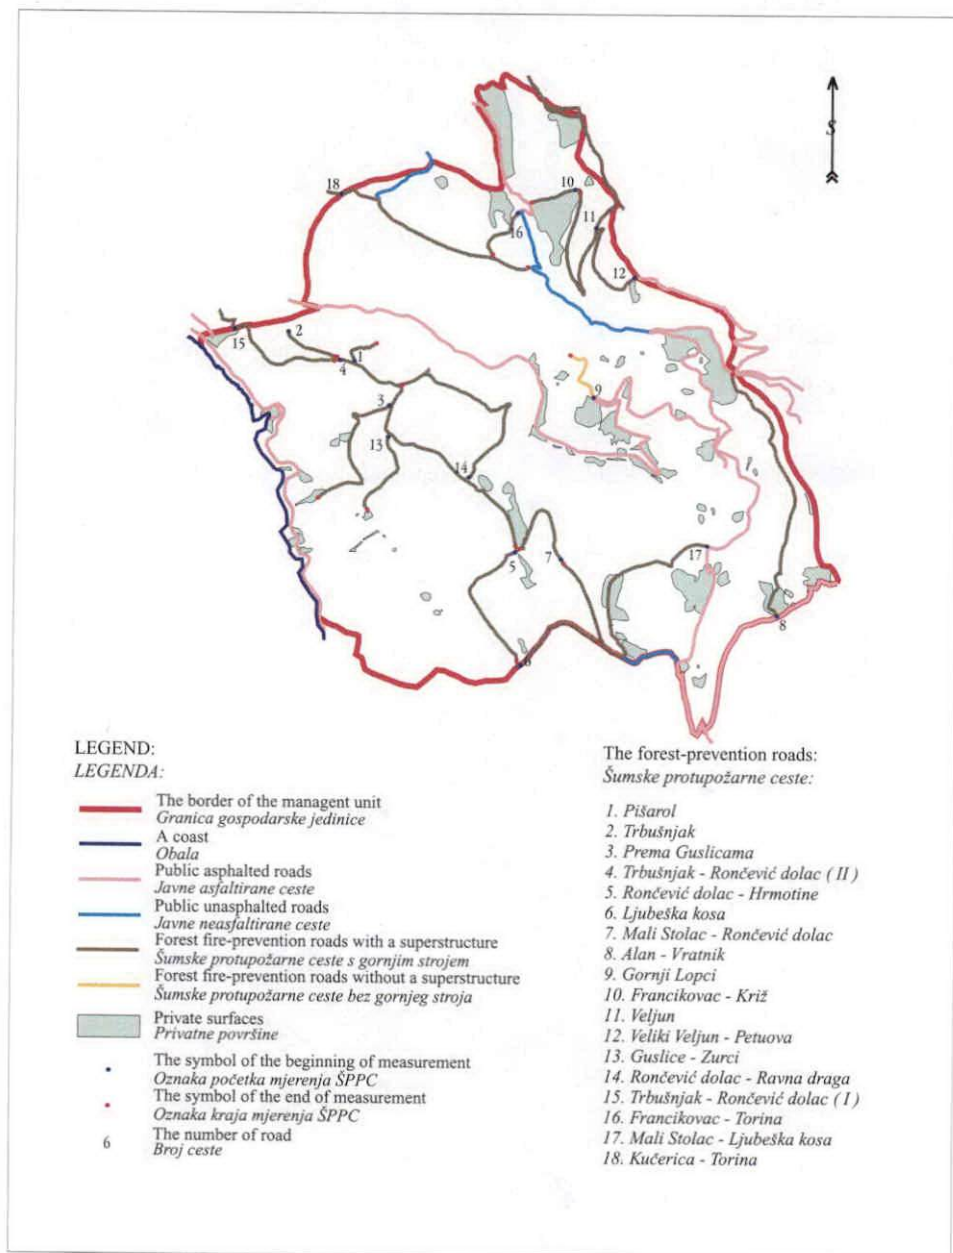 S
18
10
11
16
12
2
15
1
4
9
3
13
14
17
5
7
8
6
LEGEND:
LEGENDA:
The border of the managent unit
Granica gospodarske jedinice
A coast
Obala
Public asphalted roads
Javne asfaltirane ceste
Public unasphalted roads
Javne neasfaltirane ceste
Forest fire-prevention roads with a superstructure
Šumske protupožarne ceste s gornjim strojem
Forest fire-prevention roads without a superstructure
Šumske protupožarne ceste bez gornjeg stroja
Private surfaces
Privatne površine
The symbol of the beginning of measurement
Oznaka početka mjerenja ŠPPC
The symbol of the end of measurement
Oznaka kraja mjerenja ŠPPC
6
The number of road
Broj ceste
The forest-prevention roads:
Šumske protupožarne ceste:
1. Pišarol
2. Trbušnjak
3. Prema Guslicama
4. Trbušnjak - Rončević dolac ( II )
5. Rončević dolac - Hrmotine
6. Ljubeška kosa
7. Mali Stolac - Rončević dolac
8. Alan - Vratnik
9. Gornji Lopci
10. Francikovac - Križ
11. Veljun
12. Veliki Veljun - Petuova
13. Guslice - Zurci
14. Rončević dolac - Ravna draga
15. Trbušnjak - Rončević dolac ( I )
16. Francikovac - Torina
17. Mali Stolac - Ljubeška kosa
18. Kučerica - Torina